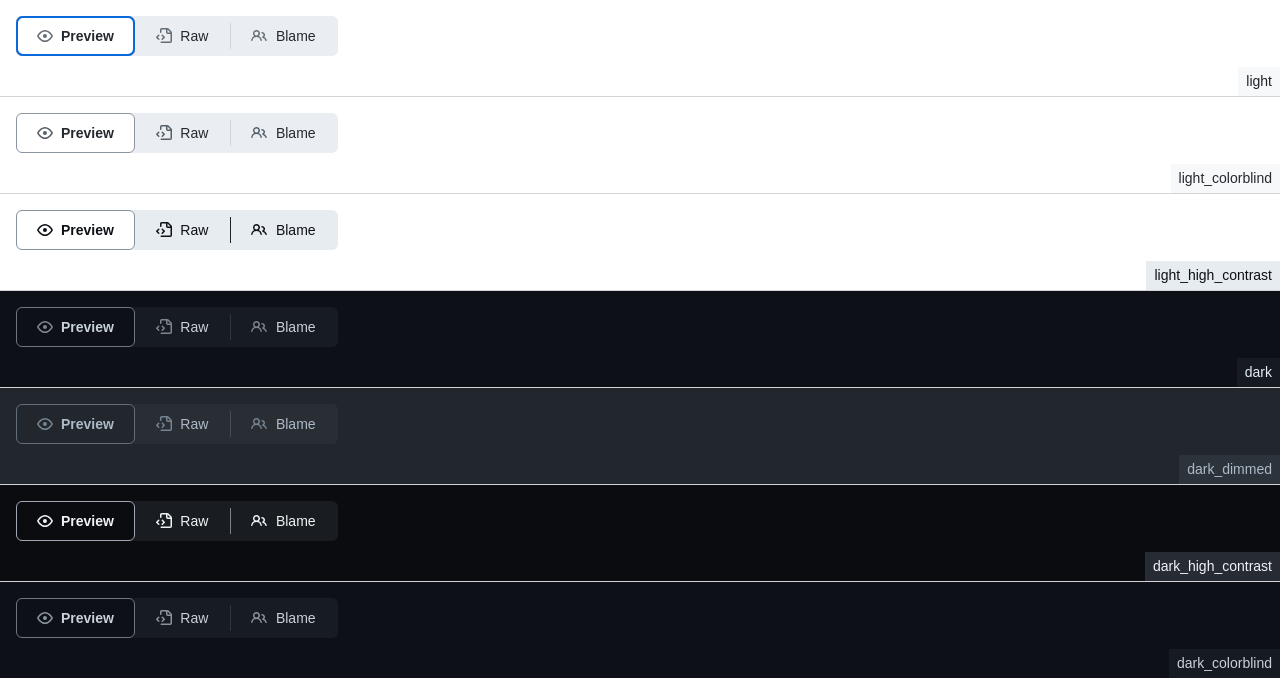 Preview Raw Blame
light
Preview Raw Blame
light_colorblind
Preview Raw Blame
light_high_contrast
Preview Raw Blame
dark
Preview Raw Blame
dark_dimmed
Preview Raw Blame
dark_high_contrast
Preview Raw Blame
dark_colorblind